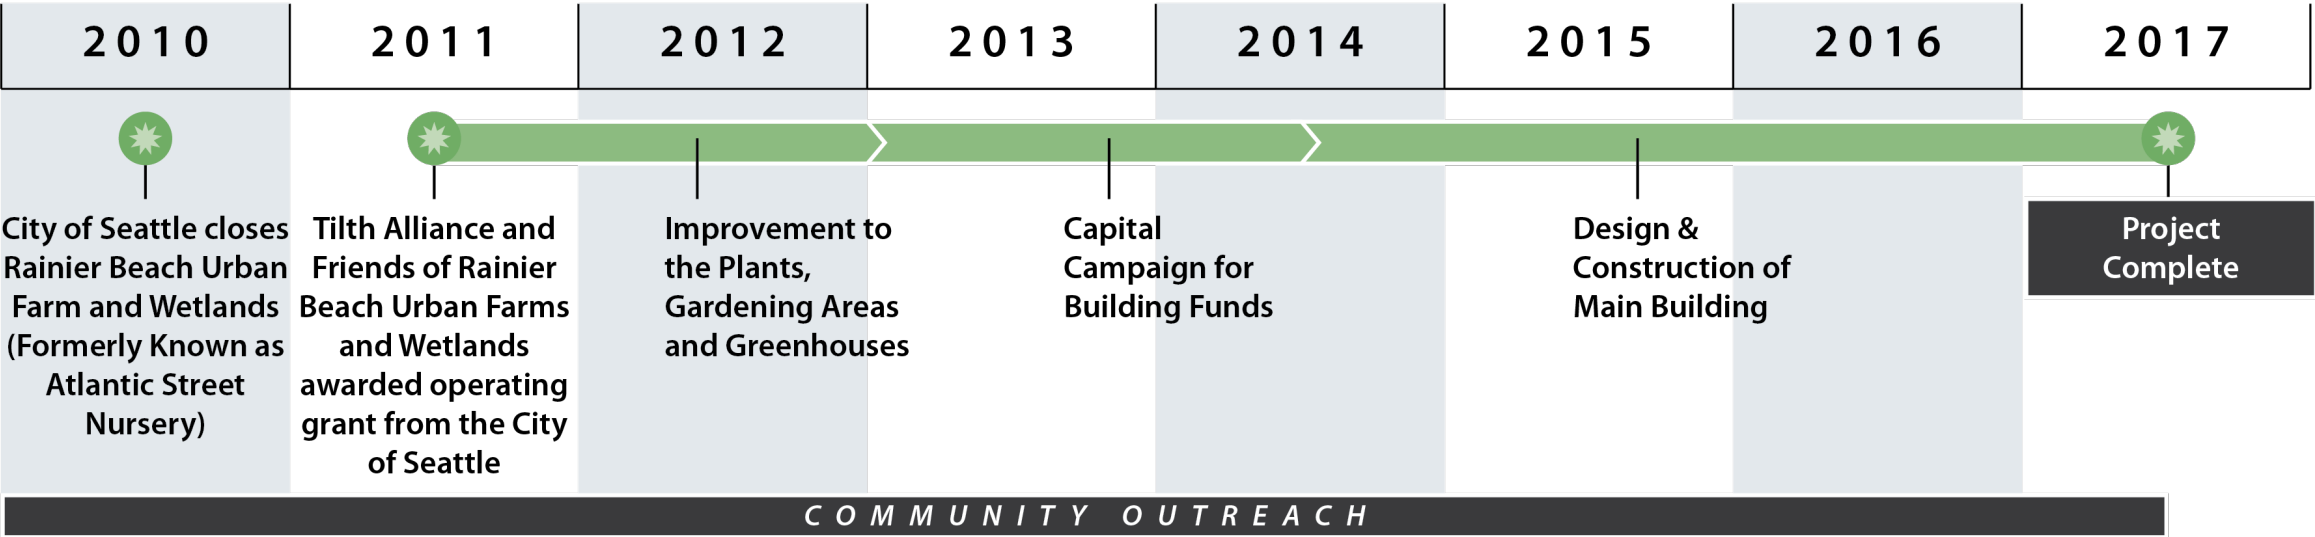 2010 2011 2012 2013 2014 2015 2016 2017
City of Seattle closes
Rainier Beach Urban
Farm and Wetlands
(Formerly Known as
Atlantic Street
Nursery)
Tilth Alliance and
Friends of Rainier
Beach Urban Farms
and Wetlands
awarded operating
grant from the City
of Seattle
Improvement to
the Plants,
Gardening Areas
and Greenhouses
Capital
Campaign for
Building Funds
Design &
Construction of
Main Building
Project
Complete
COMMUNITY OUTREACH